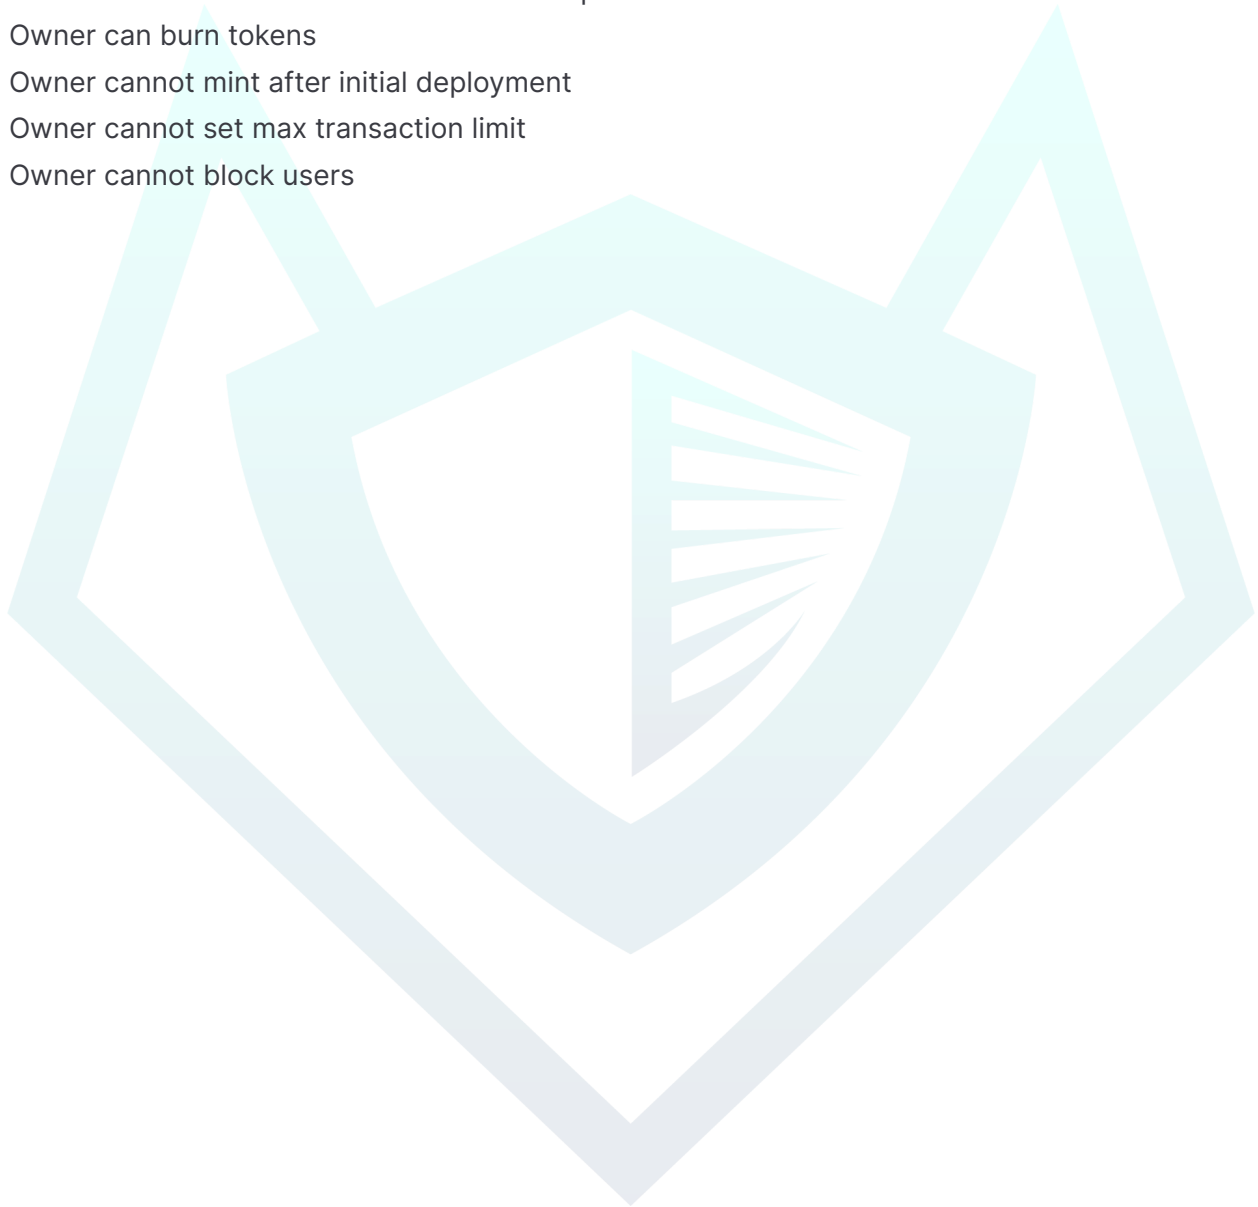 Owner can burn tokens
Owner cannot mint after initial deployment
Owner cannot set max transaction limit
Owner cannot block users